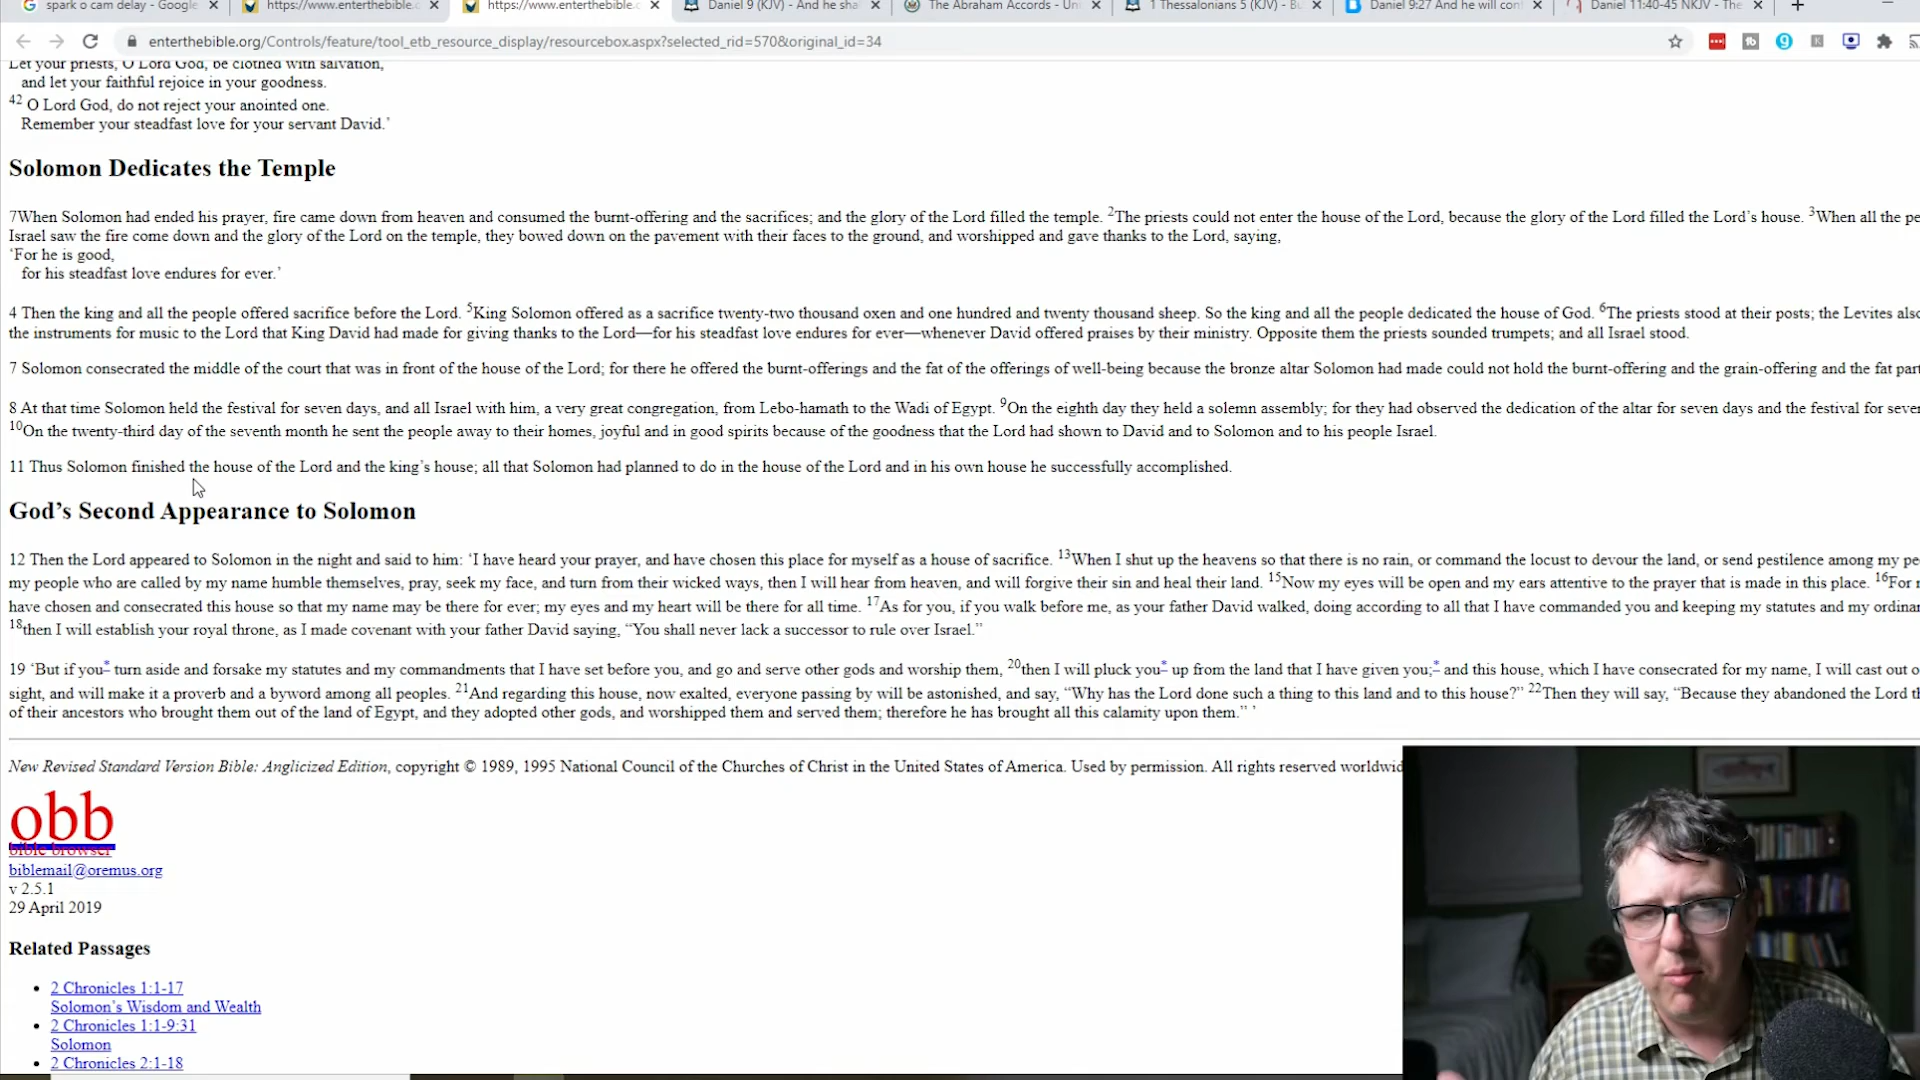 spark o cam delay - Google
https://www.enterthebible.
https://www.enterthebible.
Daniel 9 (KJV) - And he sha
The Abraham Accords - Un
1 Thessalonians 5 (KJV) - B
Daniel 9:27 And he will con
Daniel 11:40-45 NKJV - The
enterthebible.org/Controls/feature/tool_etb_resource_display/resourcebox.aspx?selected_rid=570&original_id=34
Let your priests, O Lord God, be clothed with salvation,
and let your faithful rejoice in your goodness.
42 O Lord God, do not reject your anointed one.
Remember your steadfast love for your servant David.’
Solomon Dedicates the Temple
7When Solomon had ended his prayer, fire came down from heaven and consumed the burnt-offering and the sacrifices; and the glory of the Lord filled the temple. 2The priests could not enter the house of the Lord, because the glory of the Lord filled the Lord’s house. 3When all the pe
Israel saw the fire come down and the glory of the Lord on the temple, they bowed down on the pavement with their faces to the ground, and worshipped and gave thanks to the Lord, saying,
‘For he is good,
for his steadfast love endures for ever.’
4 Then the king and all the people offered sacrifice before the Lord. 5King Solomon offered as a sacrifice twenty-two thousand oxen and one hundred and twenty thousand sheep. So the king and all the people dedicated the house of God. 6The priests stood at their posts; the Levites also
the instruments for music to the Lord that King David had made for giving thanks to the Lord—for his steadfast love endures for ever—whenever David offered praises by their ministry. Opposite them the priests sounded trumpets; and all Israel stood.
7 Solomon consecrated the middle of the court that was in front of the house of the Lord; for there he offered the burnt-offerings and the fat of the offerings of well-being because the bronze altar Solomon had made could not hold the burnt-offering and the grain-offering and the fat part
8 At that time Solomon held the festival for seven days, and all Israel with him, a very great congregation, from Lebo-hamath to the Wadi of Egypt. 9On the eighth day they held a solemn assembly; for they had observed the dedication of the altar for seven days and the festival for seve
10On the twenty-third day of the seventh month he sent the people away to their homes, joyful and in good spirits because of the goodness that the Lord had shown to David and to Solomon and to his people Israel.
11 Thus Solomon finished the house of the Lord and the king’s house; all that Solomon had planned to do in the house of the Lord and in his own house he successfully accomplished.
God’s Second Appearance to Solomon
12 Then the Lord appeared to Solomon in the night and said to him: ‘I have heard your prayer, and have chosen this place for myself as a house of sacrifice. 13When I shut up the heavens so that there is no rain, or command the locust to devour the land, or send pestilence among my pe
my people who are called by my name humble themselves, pray, seek my face, and turn from their wicked ways, then I will hear from heaven, and will forgive their sin and heal their land. 15Now my eyes will be open and my ears attentive to the prayer that is made in this place. 16For n
have chosen and consecrated this house so that my name may be there for ever; my eyes and my heart will be there for all time. 17As for you, if you walk before me, as your father David walked, doing according to all that I have commanded you and keeping my statutes and my ordinar
18then I will establish your royal throne, as I made covenant with your father David saying, “You shall never lack a successor to rule over Israel.”
19 ‘But if you* turn aside and forsake my statutes and my commandments that I have set before you, and go and serve other gods and worship them, 20then I will pluck you* up from the land that I have given you;* and this house, which I have consecrated for my name, I will cast out o
sight, and will make it a proverb and a byword among all peoples. 21And regarding this house, now exalted, everyone passing by will be astonished, and say, “Why has the Lord done such a thing to this land and to this house?” 22Then they will say, “Because they abandoned the Lord th
of their ancestors who brought them out of the land of Egypt, and they adopted other gods, and worshipped them and served them; therefore he has brought all this calamity upon them.” ’
New Revised Standard Version Bible: Anglicized Edition, copyright © 1989, 1995 National Council of the Churches of Christ in the United States of America. Used by permission. All rights reserved worldwid
obb
bible browser
biblemail@oremus.org
v 2.5.1
29 April 2019
Related Passages
2 Chronicles 1:1-17
Solomon’s Wisdom and Wealth
2 Chronicles 1:1-9:31
Solomon
2 Chronicles 2:1-18